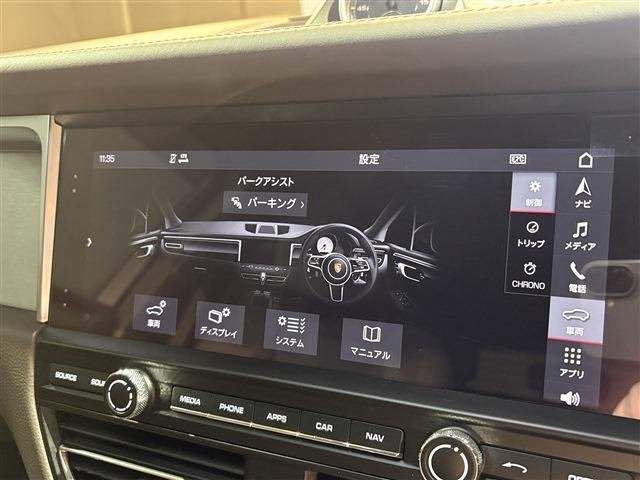 11:35
LTE
設定
パークアシスト
パーキング
制御
ナビ
トリップ
メディア
CHRONO
電話
車両
ディスプレイ
システム
マニュアル
車両
アプリ
SOURCE
SOU
MEDIA
PHONE
APPS
CAR
NAV